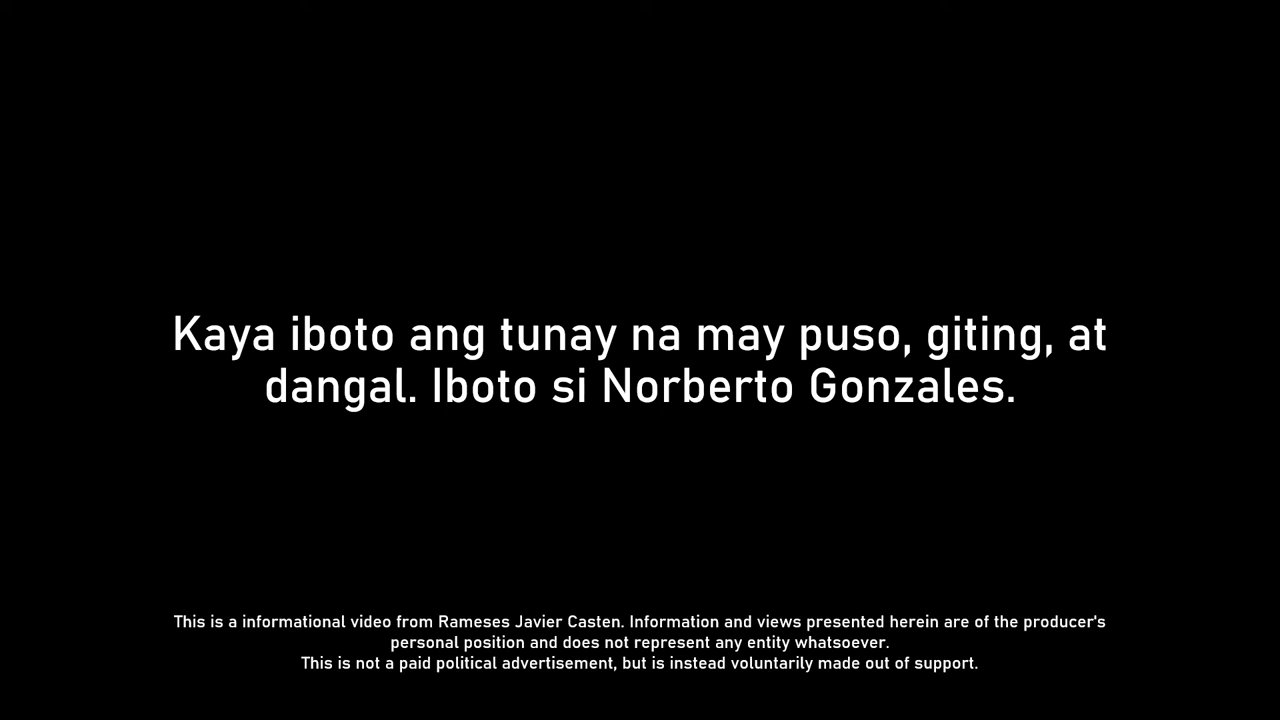 Kaya iboto ang tunay na may puso, giting, at
dangal. Iboto si Norberto Gonzales.
This is a informational video from Rameses Javier Casten. Information and views presented herein are of the producer's
personal position and does not represent any entity whatsoever.
This is not a paid political advertisement, but is instead voluntarily made out of support.